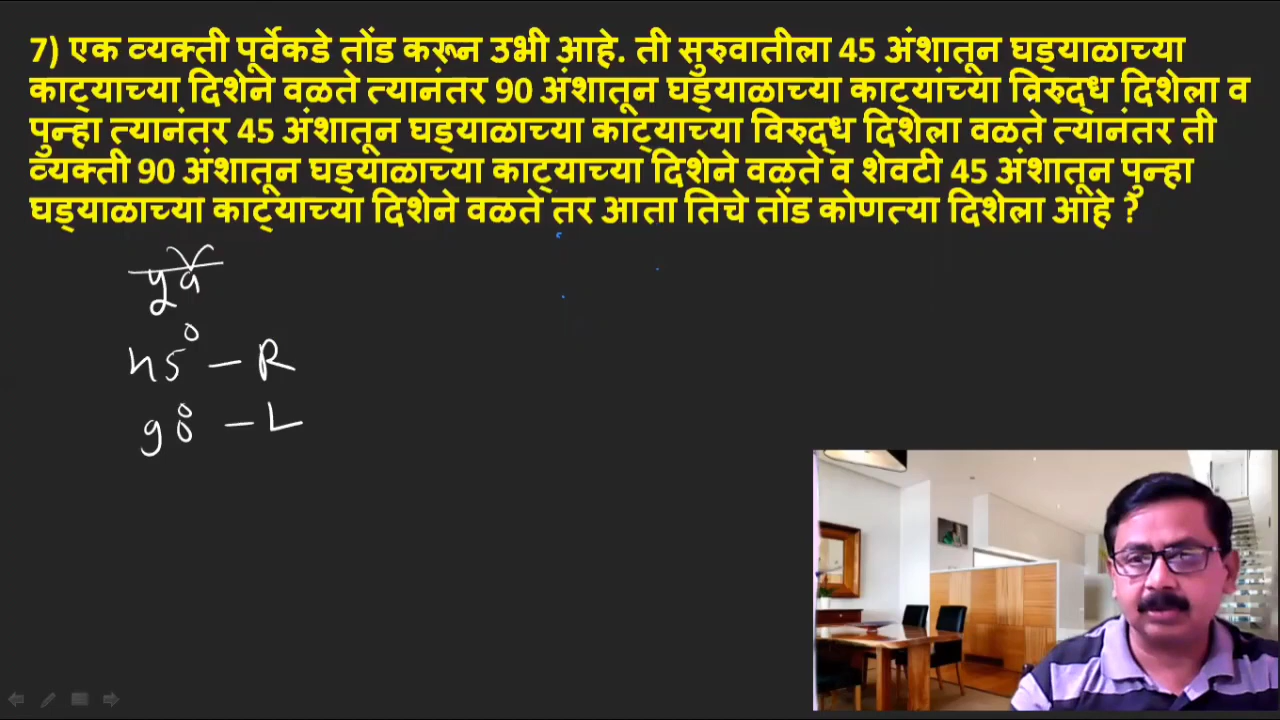 7) एक व्यक्ती पूर्वेकडे तोंड करून उभी आहे. ती सुरुवातीला 45 अंशातून घड्याळाच्या
काट्याच्या दिशेने वळते त्यानंतर 90 अंशातून घड्याळाच्या काट्यांच्या विरुद्ध दिशेला व
पुन्हा त्यानंतर 45 अंशातून घड्याळाच्या काट्याच्या विरुद्ध दिशेला वळते त्यानंतर ती
व्यक्ती 90 अंशातून घड्याळाच्या काट्याच्या दिशेने वळते व शेवटी 45 अंशातून पुन्हा
घड्याळाच्या काट्याच्या दिशेने वळते तर आता तिचे तोंड कोणत्या दिशेला आहे ?
पूर्व
45° - R
90° - L